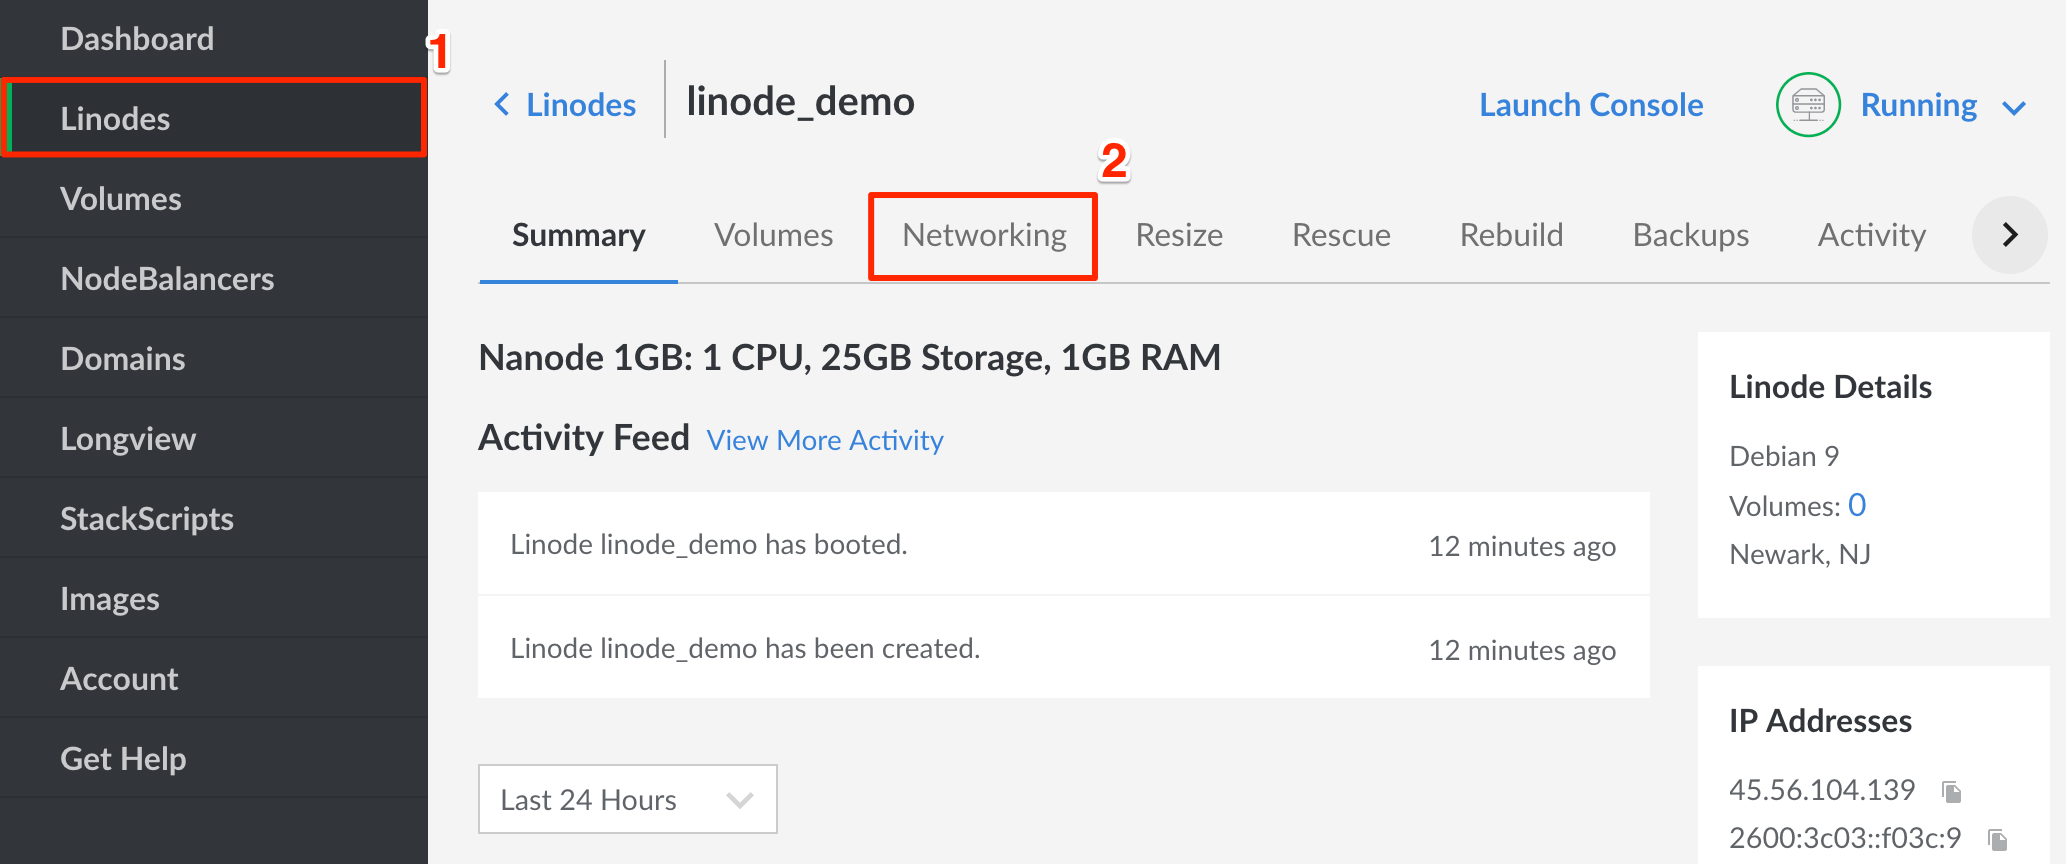 Dashboard
Linodes
Volumes
NodeBalancers
Domains
Longview
StackScripts
Images
Account
Get Help
1
Linodes
linode_demo
Launch Console
Running
2
Summary
Volumes
Networking
Resize
Rescue
Rebuild
Backups
Activity
Nanode 1GB: 1 CPU, 25GB Storage, 1GB RAM
Activity Feed View More Activity
Linode linode_demo has booted. 12 minutes ago
Linode linode_demo has been created. 12 minutes ago
Last 24 Hours
Linode Details
Debian 9
Volumes: 0
Newark, NJ
IP Addresses
45.56.104.139
2600:3c03::f03c:9